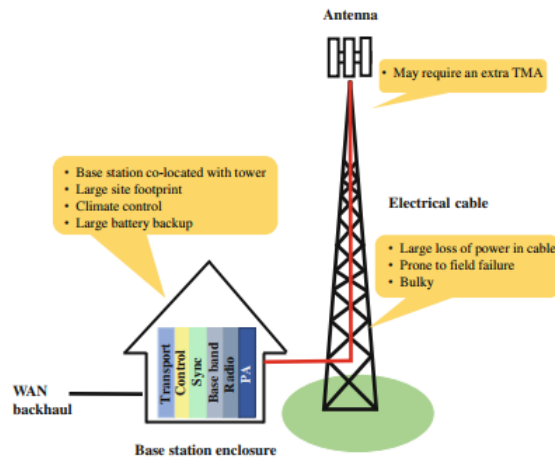 Antenna
• May require an extra TMA
• Base station co-located with tower
• Large site footprint
• Climate control
• Large battery backup
Electrical cable
• Large loss of power in cable
• Prone to field failure
• Bulky
Transport
Control
Sync
Base band
Radio
PA
WAN
backhaul
Base station enclosure